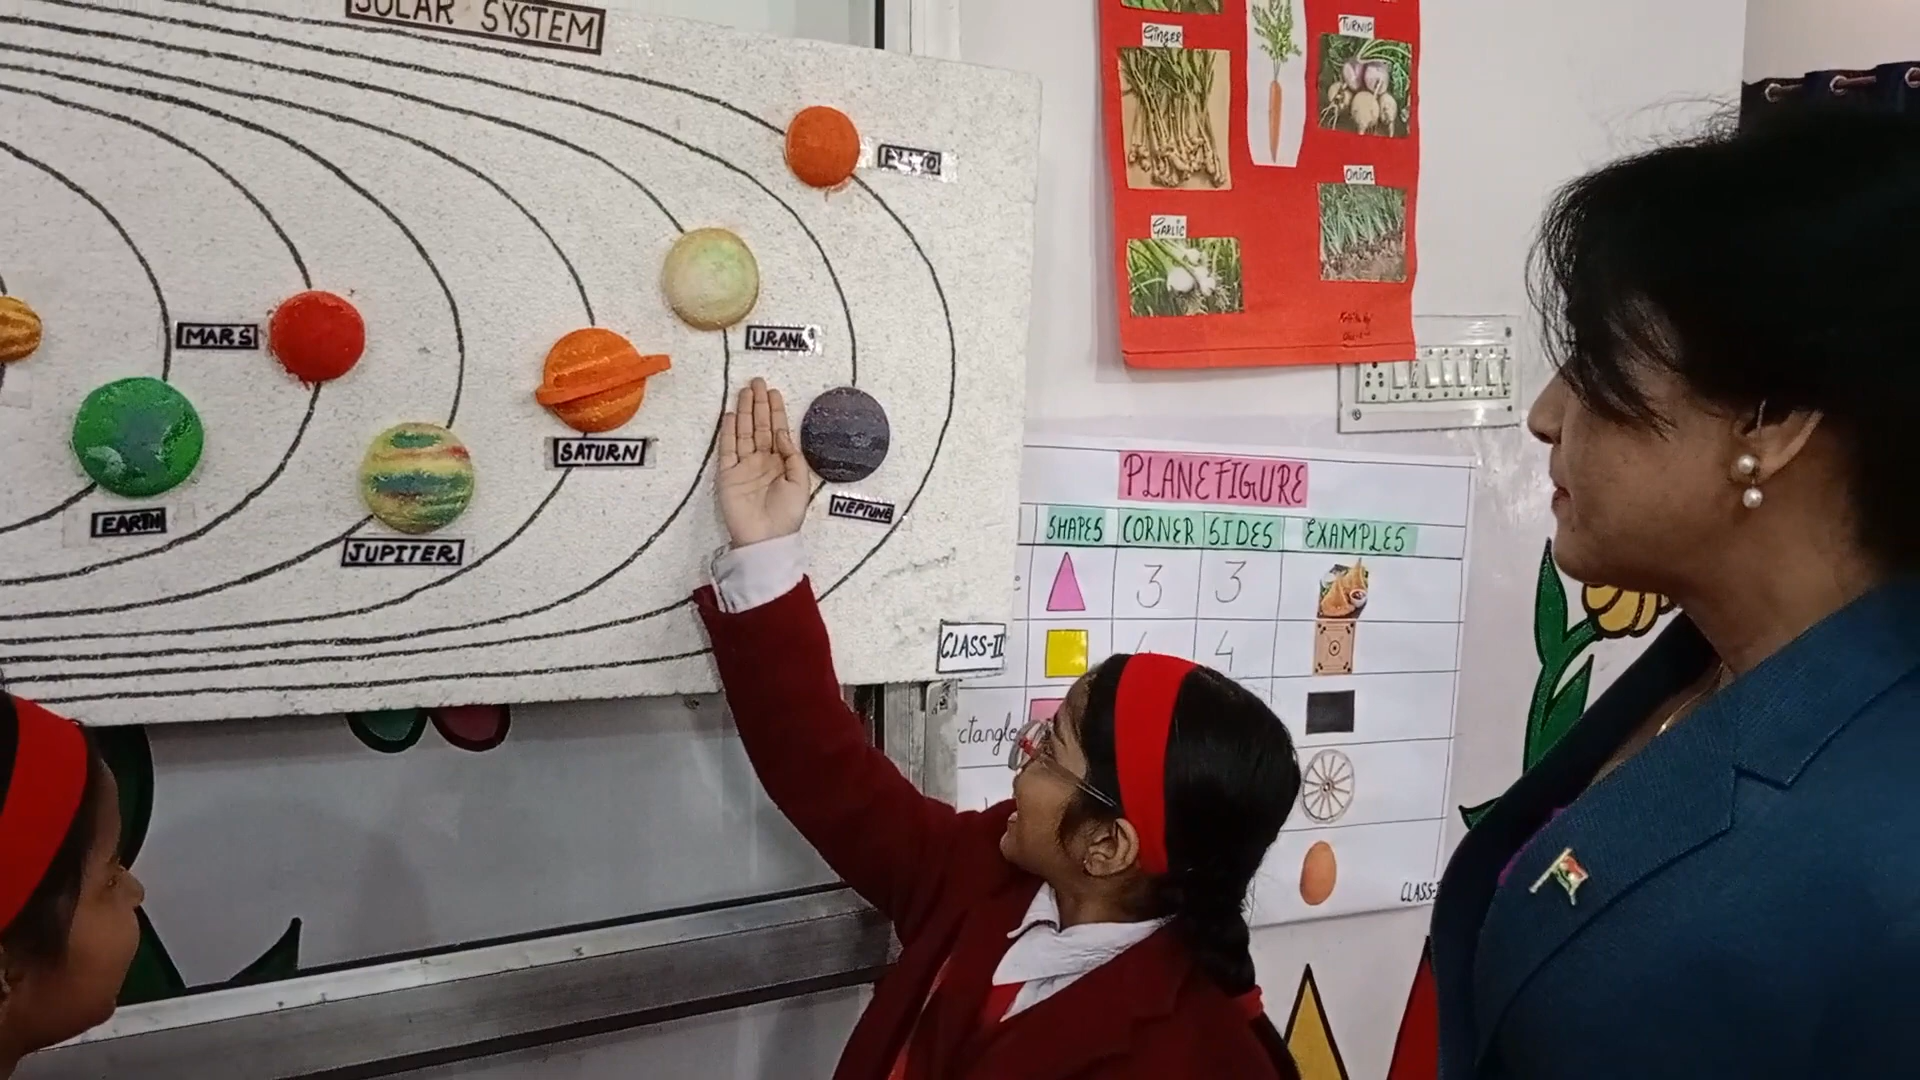 SOLAR SYSTEM
PLUTO
URANUS
MARS
SATURN
NEPTUNE
EARTH
JUPITER
CLASS-II
Ginger
TURNIP
Onion
GARLIC
PLANE FIGURE
SHAPES CORNER SIDES EXAMPLES
3 3
4 4
ctangle